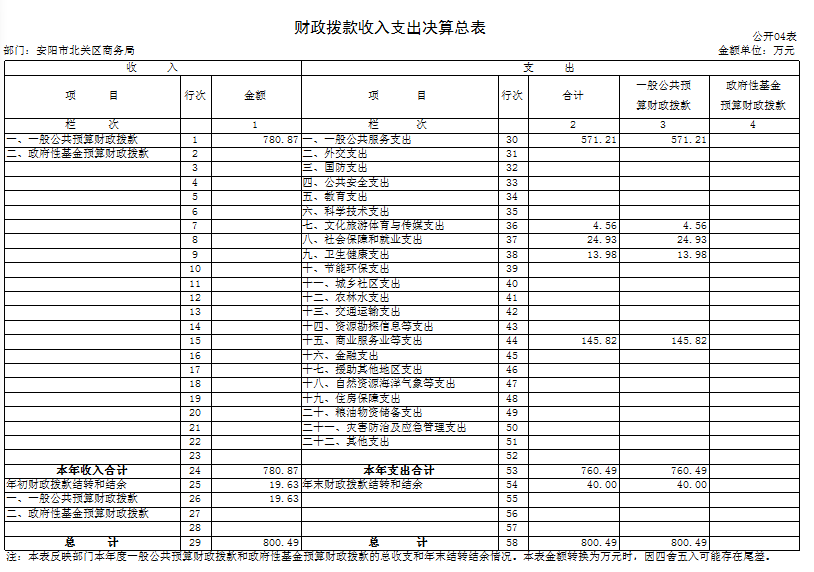 财政拨款收入支出决算总表
公开04表
部门：安阳市北关区商务局 金额单位：万元
收 入 支 出
项 目 行次 金额 项 目 行次 合计 一般公共预算财政拨款 政府性基金预算财政拨款
栏 次 1 栏 次 2 3 4
一、一般公共预算财政拨款 1 780.87 一、一般公共服务支出 30 571.21 571.21
二、政府性基金预算财政拨款 2 二、外交支出 31
3 三、国防支出 32
4 四、公共安全支出 33
5 五、教育支出 34
6 六、科学技术支出 35
7 七、文化旅游体育与传媒支出 36 4.56 4.56
8 八、社会保障和就业支出 37 24.93 24.93
9 九、卫生健康支出 38 13.98 13.98
10 十、节能环保支出 39
11 十一、城乡社区支出 40
12 十二、农林水支出 41
13 十三、交通运输支出 42
14 十四、资源勘探信息等支出 43
15 十五、商业服务业等支出 44 145.82 145.82
16 十六、金融支出 45
17 十七、援助其他地区支出 46
18 十八、自然资源海洋气象等支出 47
19 十九、住房保障支出 48
20 二十、粮油物资储备支出 49
21 二十一、灾害防治及应急管理支出 50
22 二十二、其他支出 51
23 52
本年收入合计 24 780.87 本年支出合计 53 760.49 760.49
年初财政拨款结转和结余 25 19.63 年末财政拨款结转和结余 54 40.00 40.00
一、一般公共预算财政拨款 26 19.63 55
二、政府性基金预算财政拨款 27 56
28 57
总 计 29 800.49 总 计 58 800.49 800.49
注：本表反映部门本年度一般公共预算财政拨款和政府性基金预算财政拨款的总收支和年末结转结余情况。本表金额转换为万元时，因四舍五入可能存在尾差。